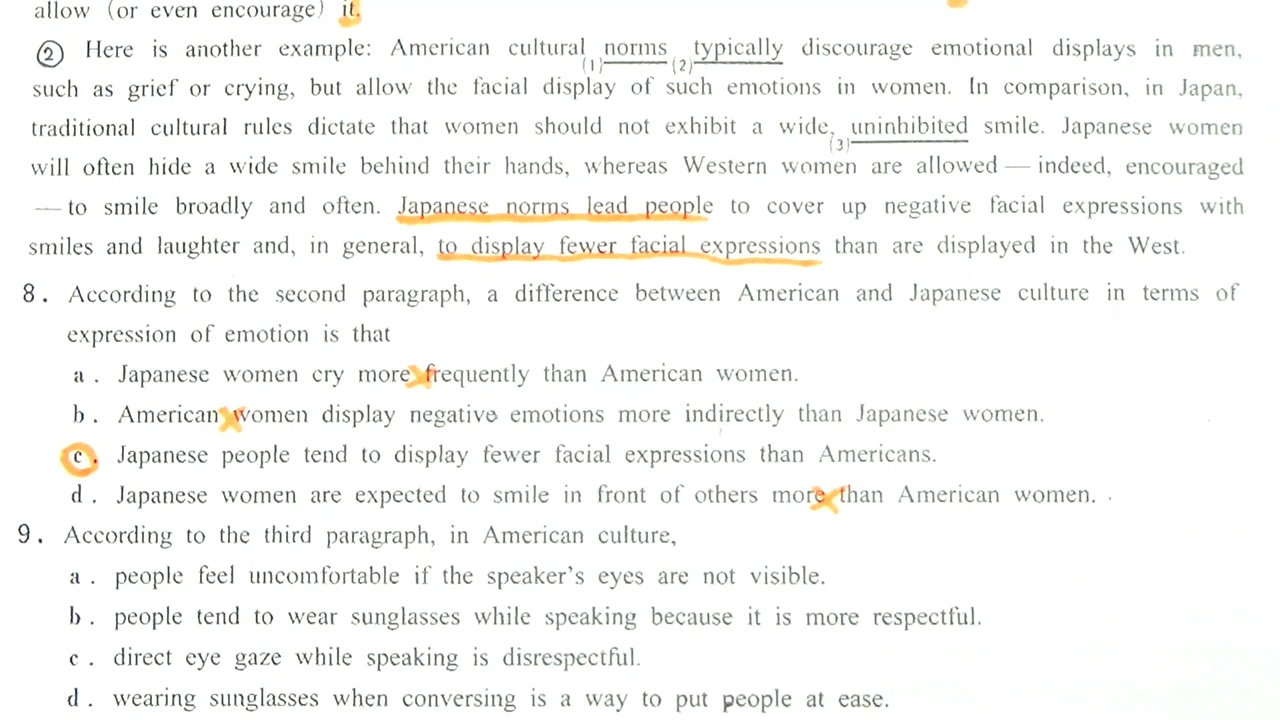 allow (or even encourage) it.
② Here is another example: American cultural (1)norms (2)typically discourage emotional displays in men,
such as grief or crying, but allow the facial display of such emotions in women. In comparison, in Japan,
traditional cultural rules dictate that women should not exhibit a wide, (3)uninhibited smile. Japanese women
will often hide a wide smile behind their hands, whereas Western women are allowed — indeed, encouraged
— to smile broadly and often. Japanese norms lead people to cover up negative facial expressions with
smiles and laughter and, in general, to display fewer facial expressions than are displayed in the West.
8. According to the second paragraph, a difference between American and Japanese culture in terms of
expression of emotion is that
a. Japanese women cry more frequently than American women.
b. American women display negative emotions more indirectly than Japanese women.
c. Japanese people tend to display fewer facial expressions than Americans.
d. Japanese women are expected to smile in front of others more than American women.
9. According to the third paragraph, in American culture,
a. people feel uncomfortable if the speaker's eyes are not visible.
b. people tend to wear sunglasses while speaking because it is more respectful.
c. direct eye gaze while speaking is disrespectful.
d. wearing sunglasses when conversing is a way to put people at ease.